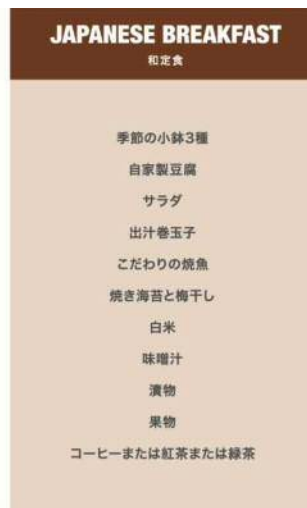 JAPANESE BREAKFAST
和定食
季節の小鉢3種
自家製豆腐
サラダ
出汁巻玉子
こだわりの焼魚
焼き海苔と梅干し
白米
味噌汁
漬物
果物
コーヒーまたは紅茶または緑茶